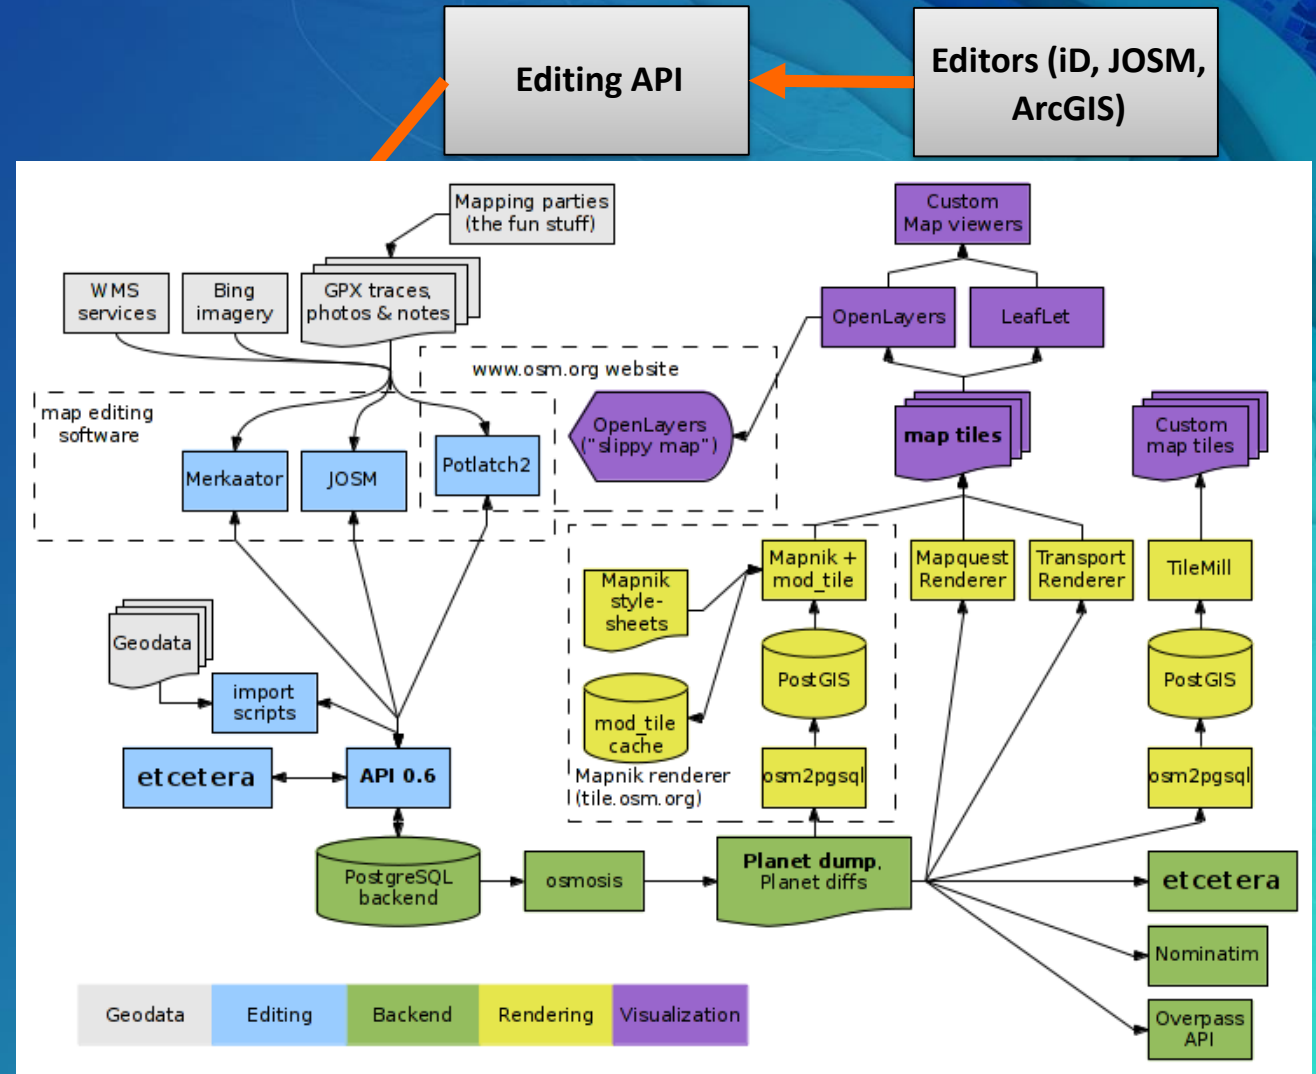 Editing API
Editors (iD, JOSM,
ArcGIS)
Mapping parties
(the fun stuff)
Custom
Map viewers
WMS
services
Bing
imagery
GPX traces,
photos & notes
OpenLayers
LeafLet
www.osm.org website
map editing
software
OpenLayers
("slippy map")
map tiles
Custom
map tiles
Merkaator
JOSM
Potlatch2
Mapnik
style-
sheets
Mapnik +
mod_tile
Mapquest
Renderer
Transport
Renderer
TileMill
Geodata
import
scripts
PostGIS
PostGIS
mod_tile
cache
etcetera
API 0.6
Mapnik renderer
(tile.osm.org)
osm2pgsql
osm2pgsql
PostgreSQL
backend
osmosis
Planet dump,
Planet diffs
etcetera
Nominatim
Overpass
API
Geodata
Editing
Backend
Rendering
Visualization